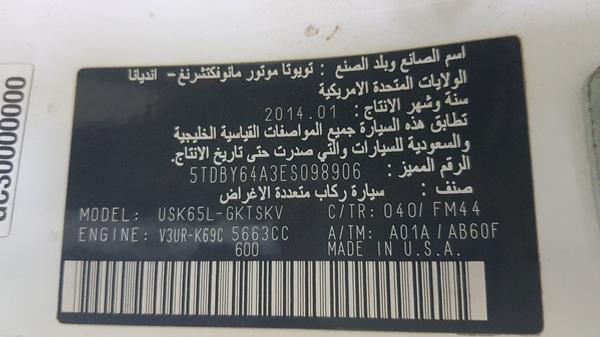 اسم الصانع وبلد الصنع : تويوتا موتور مانوفكتشرنغ - انديانا
الولايات المتحدة الامريكية
سنة وشهر الانتاج : 2014.01
تطابق هذه السيارة جميع المواصفات القياسية الخليجية
والسعودية للسيارات والتي صدرت حتى تاريخ الانتاج.
الرقم المميز : 5TDBY64A3ES098906
صنف : سيارة ركاب متعددة الاغراض
MODEL: USK65L-GKTSKV C/TR: 040/FM44
ENGINE: V3UR-K69C 5663CC A/TM: A01A/AB60F
600 MADE IN U.S.A.